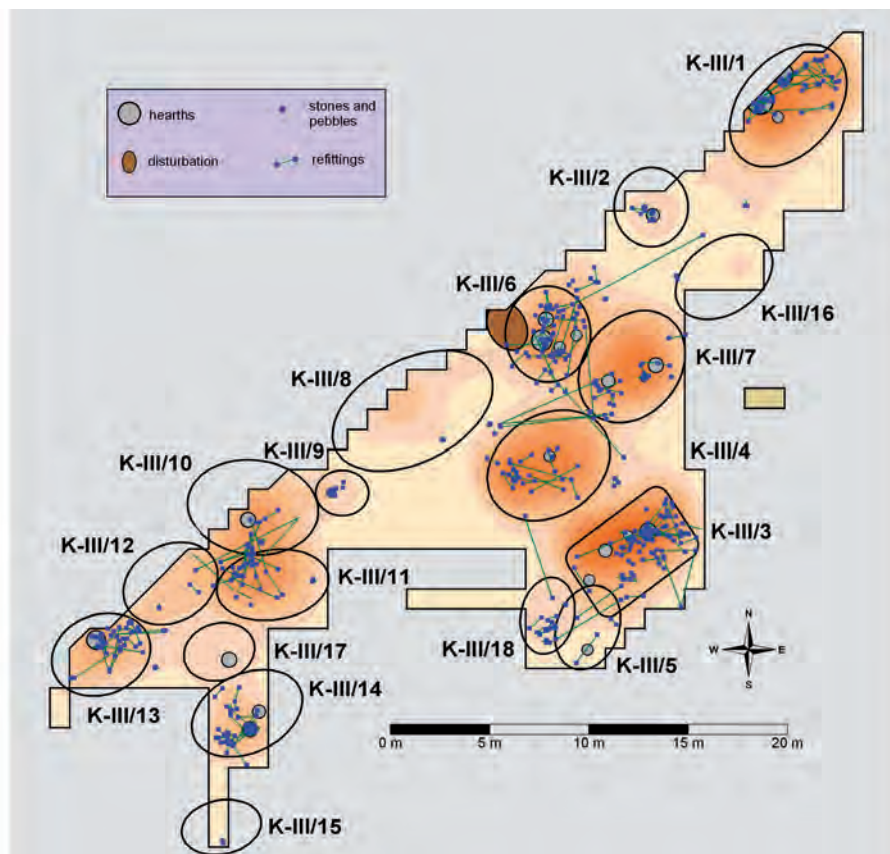 K-III/1
hearths
stones and
pebbles
disturbation
refittings
K-III/2
K-III/6
K-III/16
K-III/7
K-III/8
K-III/4
K-III/9
K-III/10
K-III/3
K-III/12
K-III/11
N
W E
S
K-III/17
K-III/18
K-III/5
K-III/14
K-III/13
0 m 5 m 10 m 15 m 20 m
K-III/15